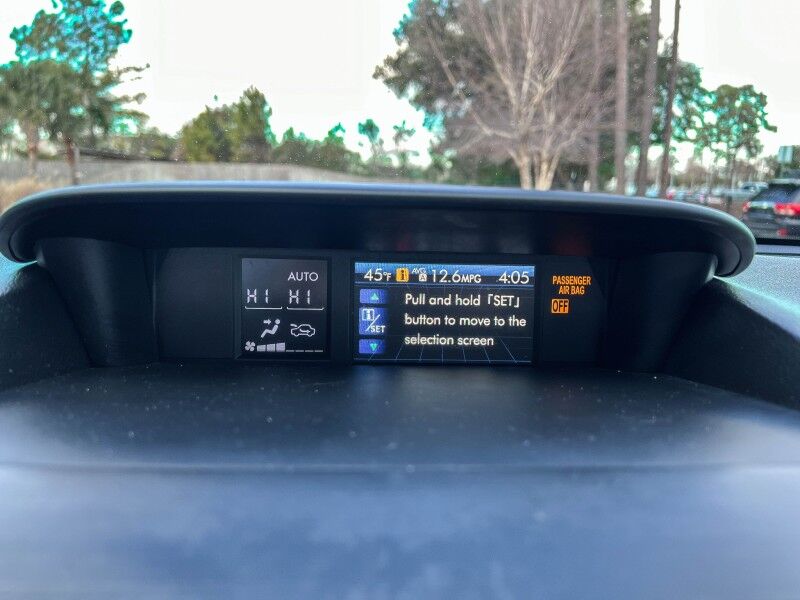 AUTO
HI HI
45°F i AVG A 12.6MPG 4:05
i/SET
Pull and hold「SET」
button to move to the
selection screen
PASSENGER
AIR BAG
OFF